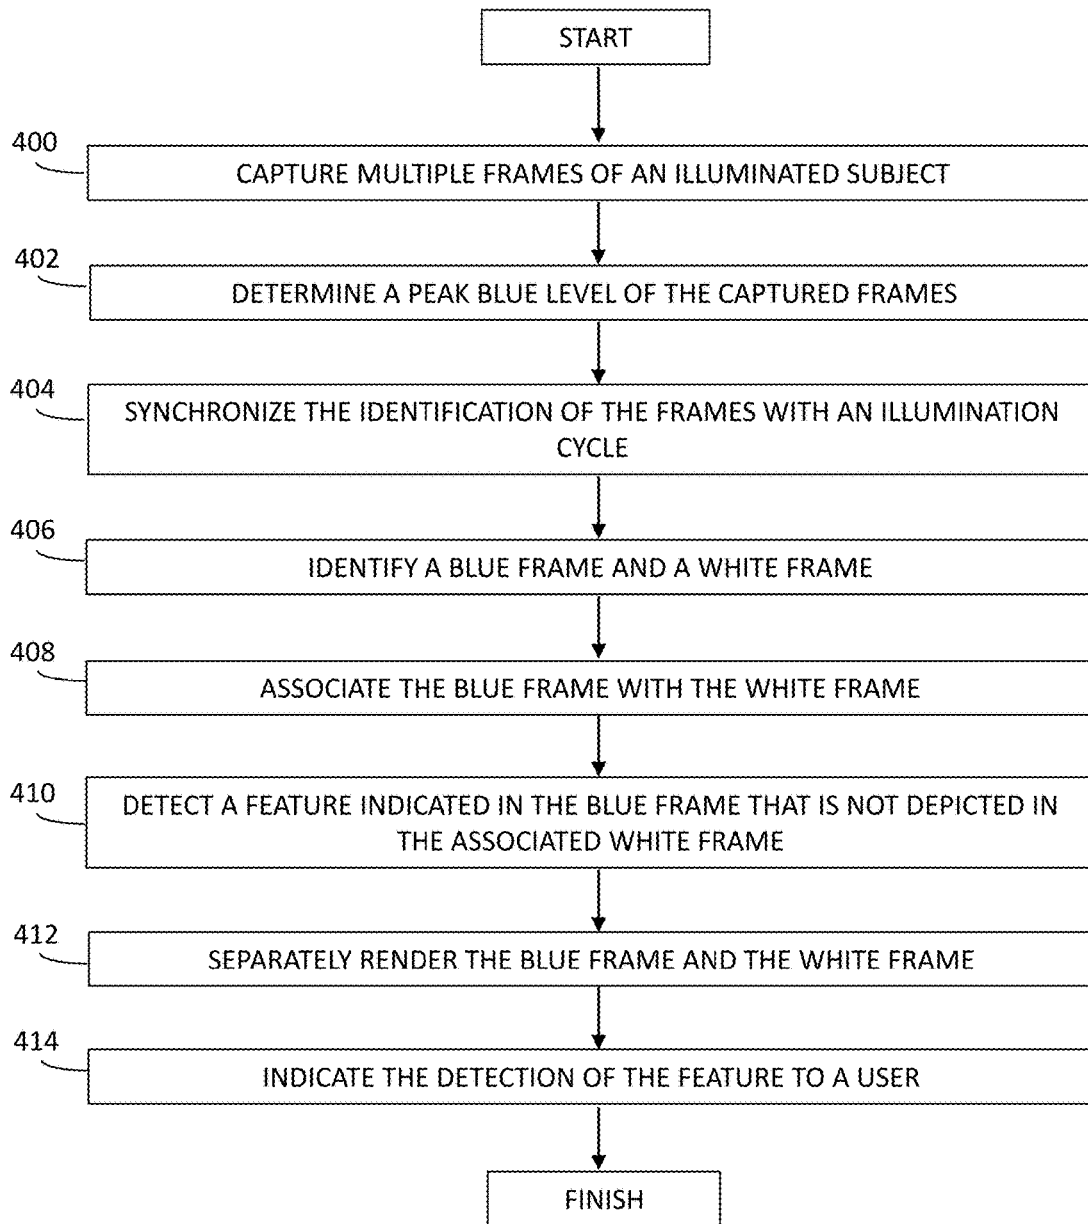 START
400
CAPTURE MULTIPLE FRAMES OF AN ILLUMINATED SUBJECT
402
DETERMINE A PEAK BLUE LEVEL OF THE CAPTURED FRAMES
404
SYNCHRONIZE THE IDENTIFICATION OF THE FRAMES WITH AN ILLUMINATION
CYCLE
406
IDENTIFY A BLUE FRAME AND A WHITE FRAME
408
ASSOCIATE THE BLUE FRAME WITH THE WHITE FRAME
410
DETECT A FEATURE INDICATED IN THE BLUE FRAME THAT IS NOT DEPICTED IN
THE ASSOCIATED WHITE FRAME
412
SEPARATELY RENDER THE BLUE FRAME AND THE WHITE FRAME
414
INDICATE THE DETECTION OF THE FEATURE TO A USER
FINISH